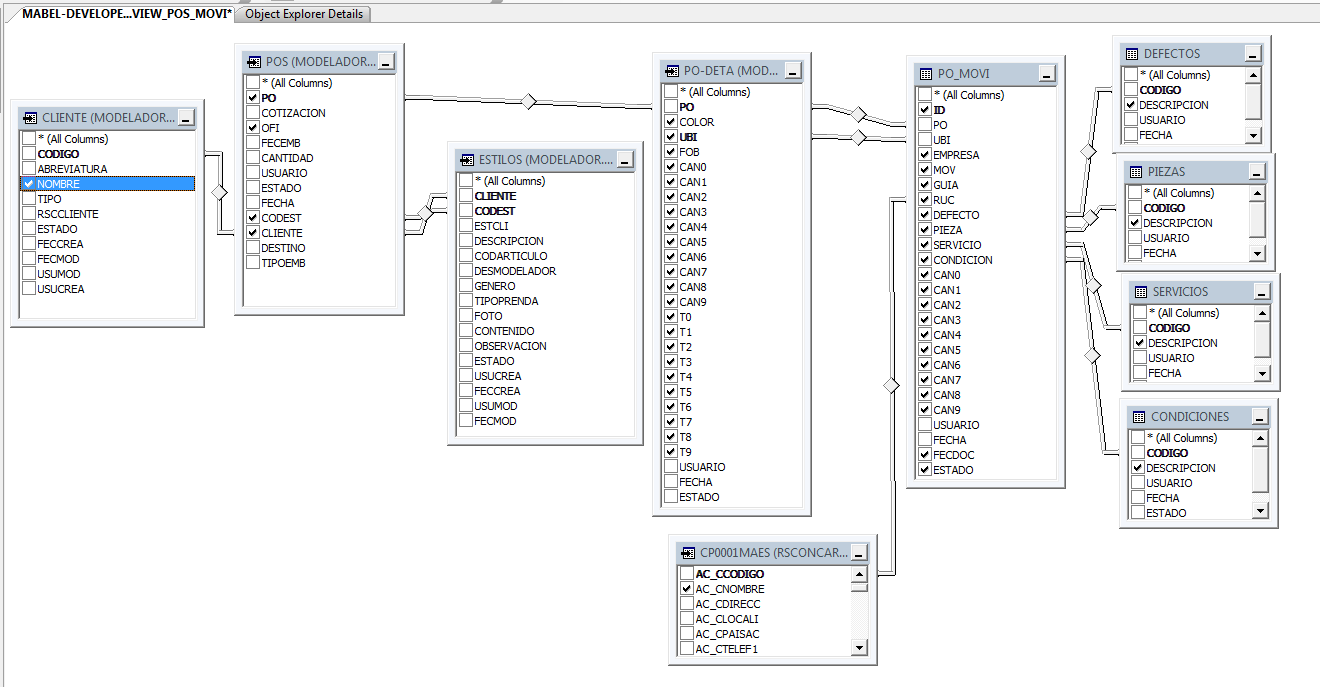 MABEL-DEVELOPE...VIEW_POS_MOVI*
Object Explorer Details
CLIENTE (MODELADOR...
* (All Columns)
CODIGO
ABREVIATURA
NOMBRE
TIPO
RSCCLIENTE
ESTADO
FECCREA
FECMOD
USUMOD
USUCREA
POS (MODELADOR...
* (All Columns)
PO
COTIZACION
OFI
FECEMB
CANTIDAD
USUARIO
ESTADO
FECHA
CODEST
CLIENTE
DESTINO
TIPOEMB
ESTILOS (MODELADOR....
* (All Columns)
CLIENTE
CODEST
ESTCLI
DESCRIPCION
CODARTICULO
DESMODELADOR
GENERO
TIPOPRENDA
FOTO
CONTENIDO
OBSERVACION
ESTADO
USUCREA
FECCREA
USUMOD
FECMOD
PO-DETA (MOD...
* (All Columns)
PO
COLOR
UBI
FOB
CAN0
CAN1
CAN2
CAN3
CAN4
CAN5
CAN6
CAN7
CAN8
CAN9
T0
T1
T2
T3
T4
T5
T6
T7
T8
T9
USUARIO
FECHA
ESTADO
CP0001MAES (RSCONCAR...
AC_CCODIGO
AC_CNOMBRE
AC_CDIRECC
AC_CLOCALI
AC_CPAISAC
AC_CTELEF1
PO_MOVI
* (All Columns)
ID
PO
UBI
EMPRESA
MOV
GUIA
RUC
DEFECTO
PIEZA
SERVICIO
CONDICION
CAN0
CAN1
CAN2
CAN3
CAN4
CAN5
CAN6
CAN7
CAN8
CAN9
USUARIO
FECHA
FECDOC
ESTADO
DEFECTOS
* (All Columns)
CODIGO
DESCRIPCION
USUARIO
FECHA
PIEZAS
* (All Columns)
CODIGO
DESCRIPCION
USUARIO
FECHA
SERVICIOS
* (All Columns)
CODIGO
DESCRIPCION
USUARIO
FECHA
CONDICIONES
* (All Columns)
CODIGO
DESCRIPCION
USUARIO
FECHA
ESTADO